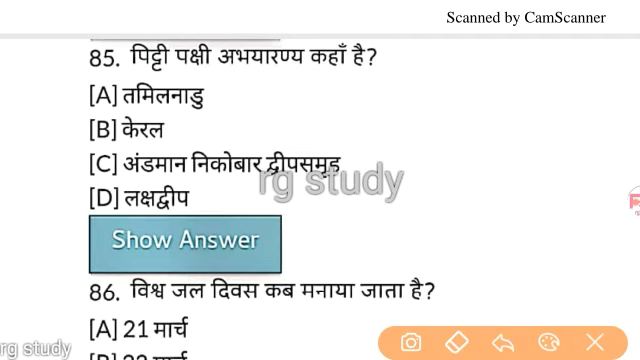 Scanned by CamScanner
85. पिट्टी पक्षी अभयारण्य कहाँ है?
[A] तमिलनाडु
[B] केरल
[C] अंडमान निकोबार द्वीपसमूह
rg study
[D] लक्षद्वीप
Show Answer
86. विश्व जल दिवस कब मनाया जाता है?
[A] 21 मार्च
rg study